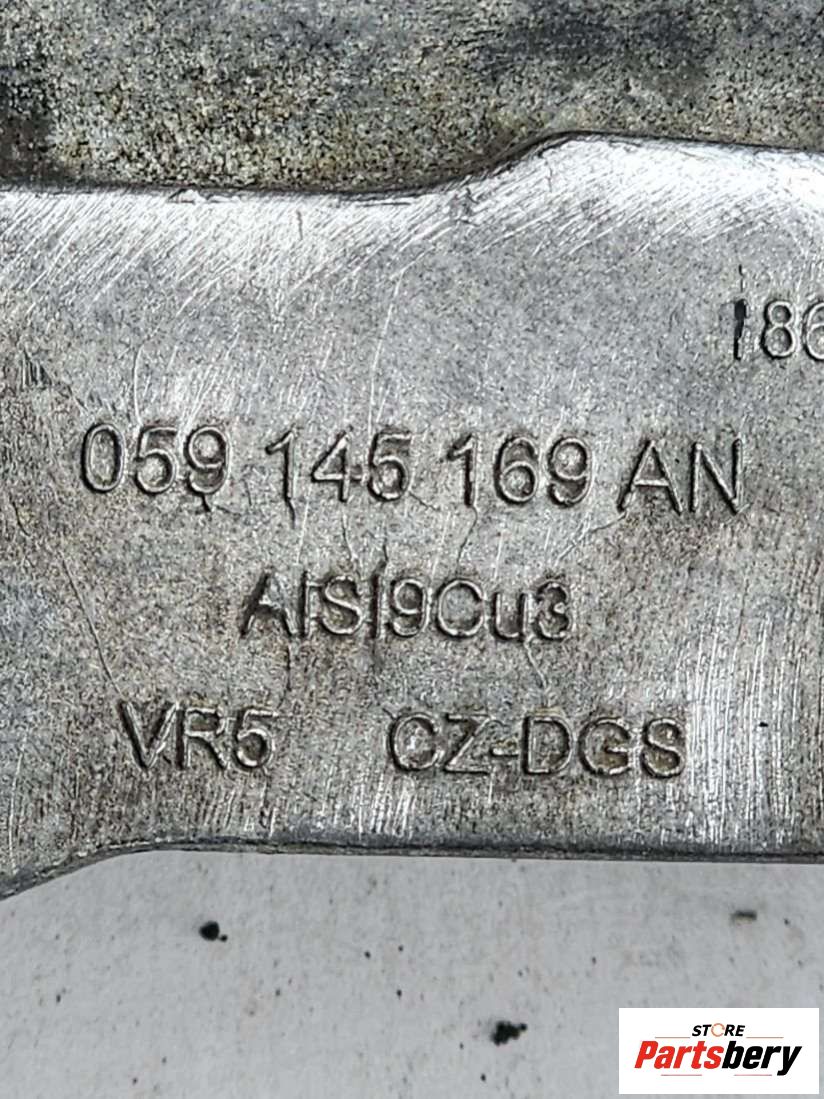 186
059 145 169 AN
AlSi9Cu3
VR5 CZ-DGS
STORE
Partsbery